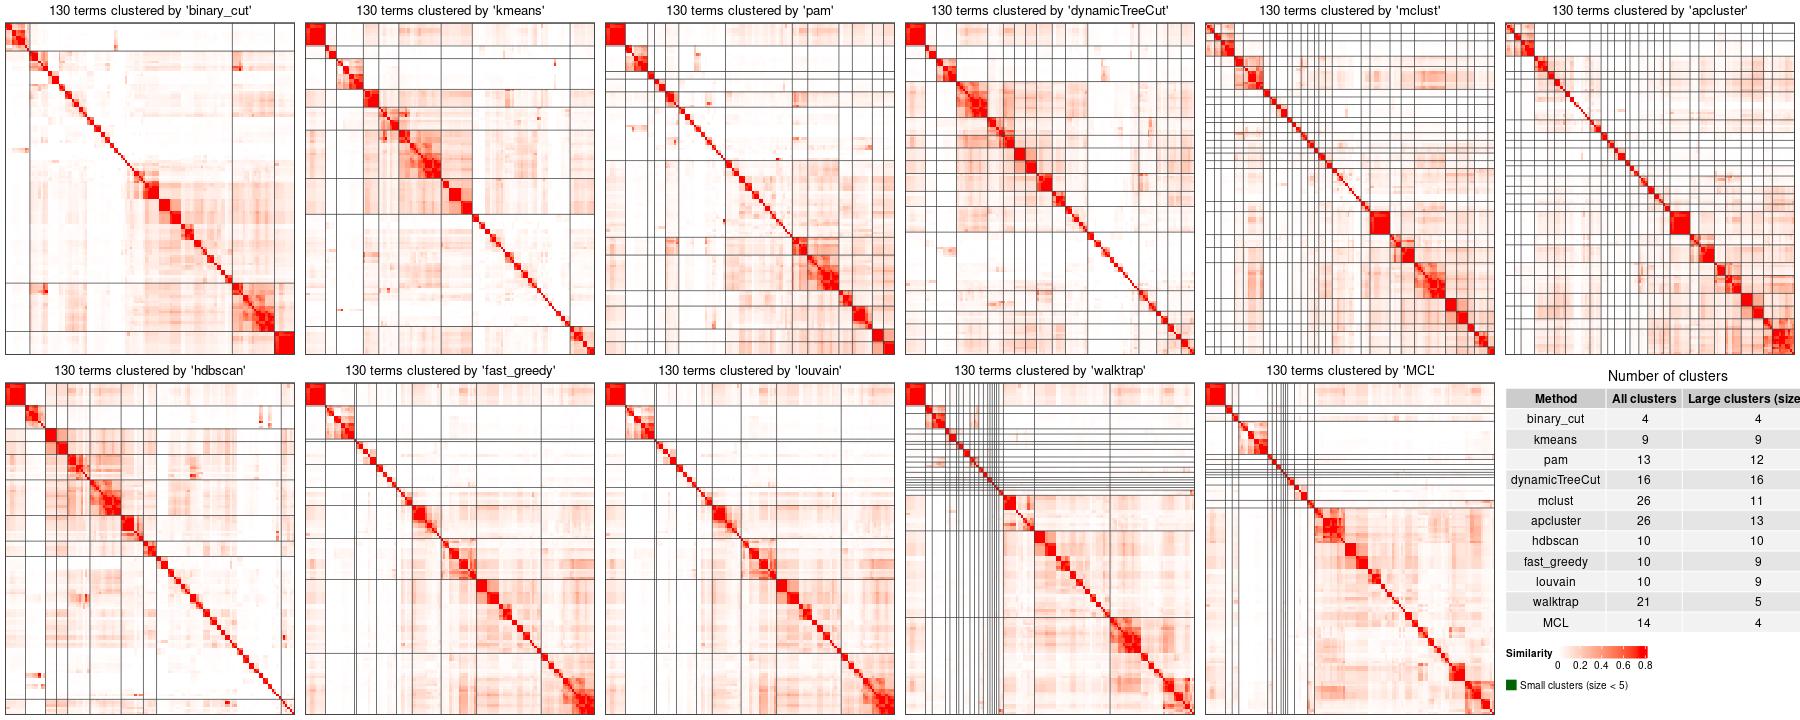 130 terms clustered by 'binary_cut'
130 terms clustered by 'kmeans'
130 terms clustered by 'pam'
130 terms clustered by 'dynamicTreeCut'
130 terms clustered by 'mclust'
130 terms clustered by 'apcluster'
130 terms clustered by 'hdbscan'
130 terms clustered by 'fast_greedy'
130 terms clustered by 'louvain'
130 terms clustered by 'walktrap'
130 terms clustered by 'MCL'
Number of clusters
Method All clusters Large clusters (size
binary_cut 4 4
kmeans 9 9
pam 13 12
dynamicTreeCut 16 16
mclust 26 11
apcluster 26 13
hdbscan 10 10
fast_greedy 10 9
louvain 10 9
walktrap 21 5
MCL 14 4
Similarity
0 0.2 0.4 0.6 0.8
Small clusters (size < 5)